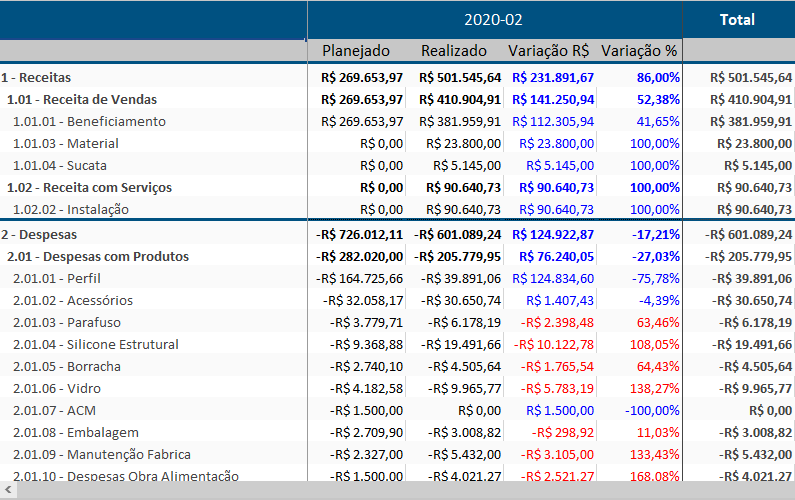 2020-02 Total
Planejado Realizado Variação R$ Variação %
1 - Receitas R$ 269.653,97 R$ 501.545,64 R$ 231.891,67 86,00% R$ 501.545,64
1.01 - Receita de Vendas R$ 269.653,97 R$ 410.904,91 R$ 141.250,94 52,38% R$ 410.904,91
1.01.01 - Beneficiamento R$ 269.653,97 R$ 381.959,91 R$ 112.305,94 41,65% R$ 381.959,91
1.01.03 - Material R$ 0,00 R$ 23.800,00 R$ 23.800,00 100,00% R$ 23.800,00
1.01.04 - Sucata R$ 0,00 R$ 5.145,00 R$ 5.145,00 100,00% R$ 5.145,00
1.02 - Receita com Serviços R$ 0,00 R$ 90.640,73 R$ 90.640,73 100,00% R$ 90.640,73
1.02.02 - Instalação R$ 0,00 R$ 90.640,73 R$ 90.640,73 100,00% R$ 90.640,73
2 - Despesas -R$ 726.012,11 -R$ 601.089,24 R$ 124.922,87 -17,21% -R$ 601.089,24
2.01 - Despesas com Produtos -R$ 282.020,00 -R$ 205.779,95 R$ 76.240,05 -27,03% -R$ 205.779,95
2.01.01 - Perfil -R$ 164.725,66 -R$ 39.891,06 R$ 124.834,60 -75,78% -R$ 39.891,06
2.01.02 - Acessórios -R$ 32.058,17 -R$ 30.650,74 R$ 1.407,43 -4,39% -R$ 30.650,74
2.01.03 - Parafuso -R$ 3.779,71 -R$ 6.178,19 -R$ 2.398,48 63,46% -R$ 6.178,19
2.01.04 - Silicone Estrutural -R$ 9.368,88 -R$ 19.491,66 -R$ 10.122,78 108,05% -R$ 19.491,66
2.01.05 - Borracha -R$ 2.740,10 -R$ 4.505,64 -R$ 1.765,54 64,43% -R$ 4.505,64
2.01.06 - Vidro -R$ 4.182,58 -R$ 9.965,77 -R$ 5.783,19 138,27% -R$ 9.965,77
2.01.07 - ACM -R$ 1.500,00 R$ 0,00 R$ 1.500,00 -100,00% R$ 0,00
2.01.08 - Embalagem -R$ 2.709,90 -R$ 3.008,82 -R$ 298,92 11,03% -R$ 3.008,82
2.01.09 - Manutenção Fabrica -R$ 2.327,00 -R$ 5.432,00 -R$ 3.105,00 133,43% -R$ 5.432,00
2.01.10 - Despesas Obra Alimentação -R$ 1.500,00 -R$ 4.021,27 -R$ 2.521,27 168,08% -R$ 4.021,27